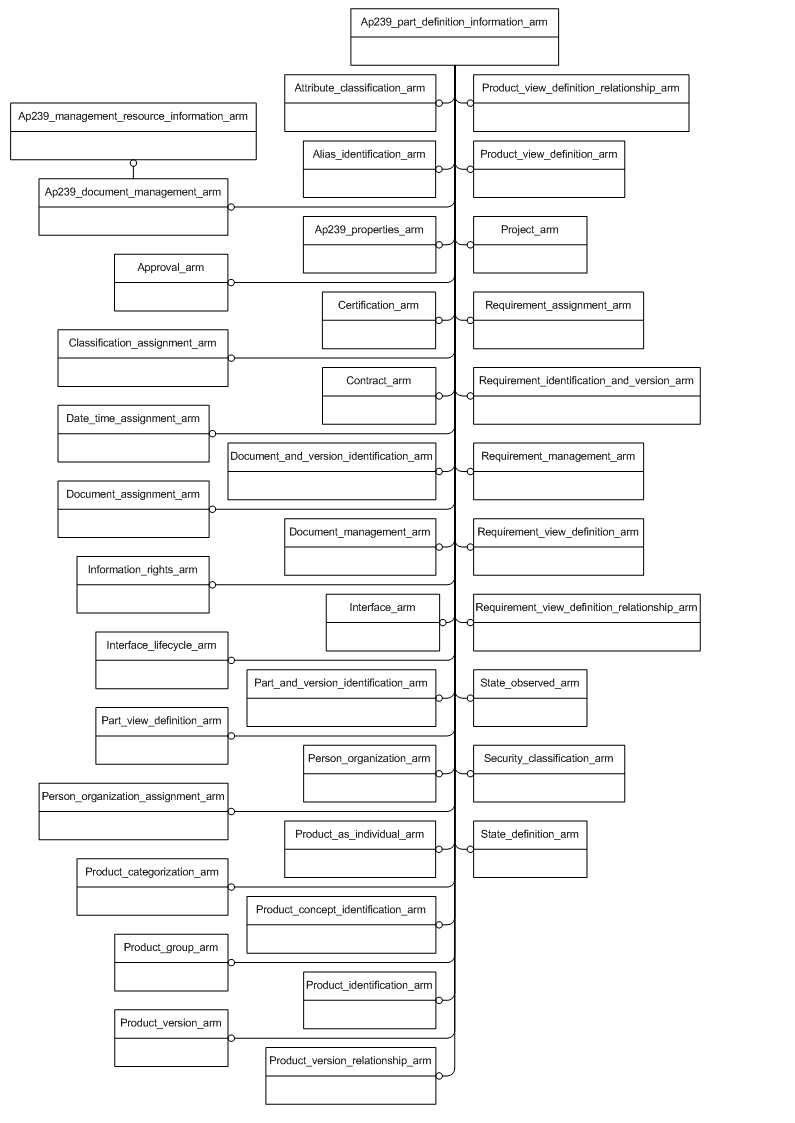 Ap239_part_definition_information_arm
Attribute_classification_arm
Product_view_definition_relationship_arm
Ap239_management_resource_information_arm
Alias_identification_arm
Product_view_definition_arm
Ap239_document_management_arm
Ap239_properties_arm
Project_arm
Approval_arm
Certification_arm
Requirement_assignment_arm
Classification_assignment_arm
Contract_arm
Requirement_identification_and_version_arm
Date_time_assignment_arm
Document_and_version_identification_arm
Requirement_management_arm
Document_assignment_arm
Document_management_arm
Requirement_view_definition_arm
Information_rights_arm
Interface_arm
Requirement_view_definition_relationship_arm
Interface_lifecycle_arm
Part_and_version_identification_arm
State_observed_arm
Part_view_definition_arm
Person_organization_arm
Security_classification_arm
Person_organization_assignment_arm
Product_as_individual_arm
State_definition_arm
Product_categorization_arm
Product_concept_identification_arm
Product_group_arm
Product_identification_arm
Product_version_arm
Product_version_relationship_arm